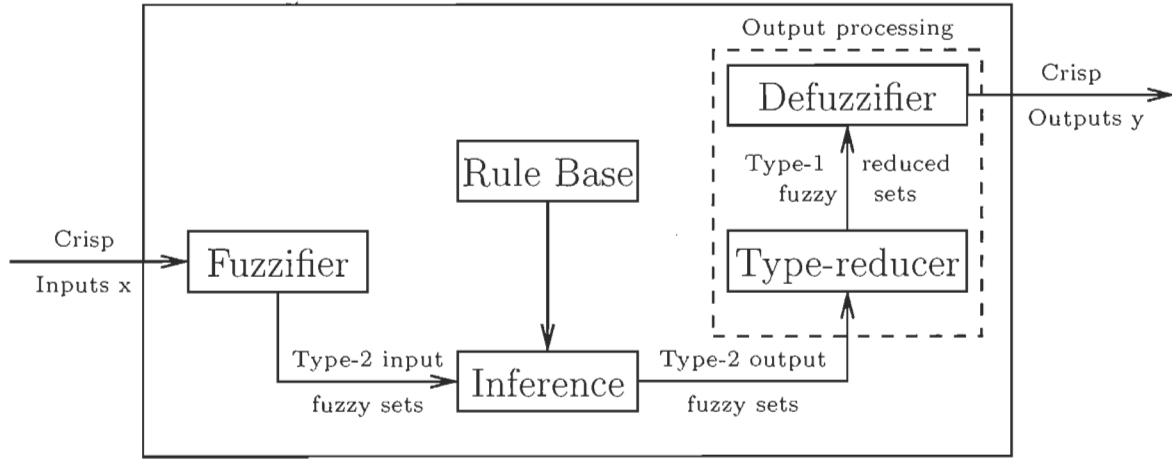 Output processing
Defuzzifier
Crisp
Outputs y
Type-1 reduced
fuzzy sets
Rule Base
Crisp
Inputs x
Fuzzifier
Type-reducer
Type-2 input
fuzzy sets
Inference
Type-2 output
fuzzy sets